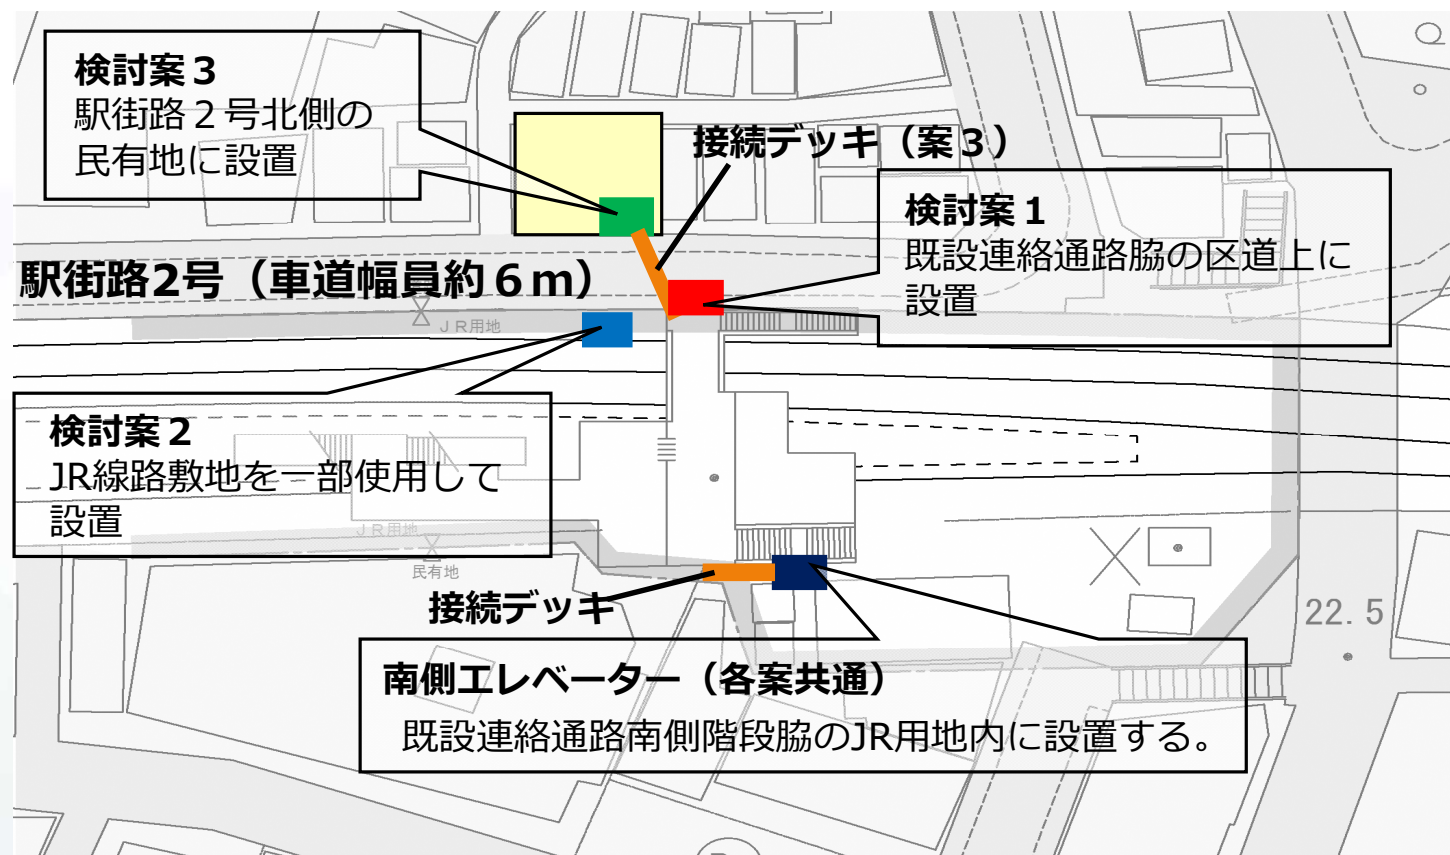 検討案３
駅街路２号北側の
民有地に設置
接続デッキ（案３）
検討案１
既設連絡通路脇の区道上に
設置
駅街路2号（車道幅員約６ｍ）
ＪＲ用地
検討案２
JR線路敷地を一部使用して
設置
ＪＲ用地
民有地
接続デッキ
22.5
南側エレベーター（各案共通）
既設連絡通路南側階段脇のJR用地内に設置する。